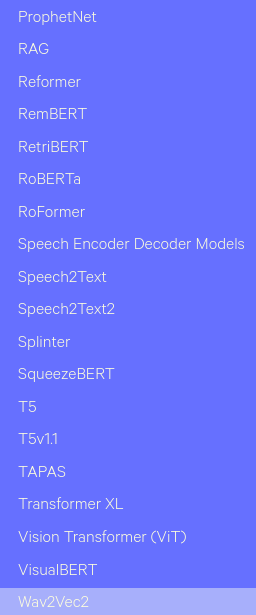 ProphetNet
RAG
Reformer
RemBERT
RetriBERT
RoBERTa
RoFormer
Speech Encoder Decoder Models
Speech2Text
Speech2Text2
Splinter
SqueezeBERT
T5
T5v1.1
TAPAS
Transformer XL
Vision Transformer (ViT)
VisualBERT
Wav2Vec2